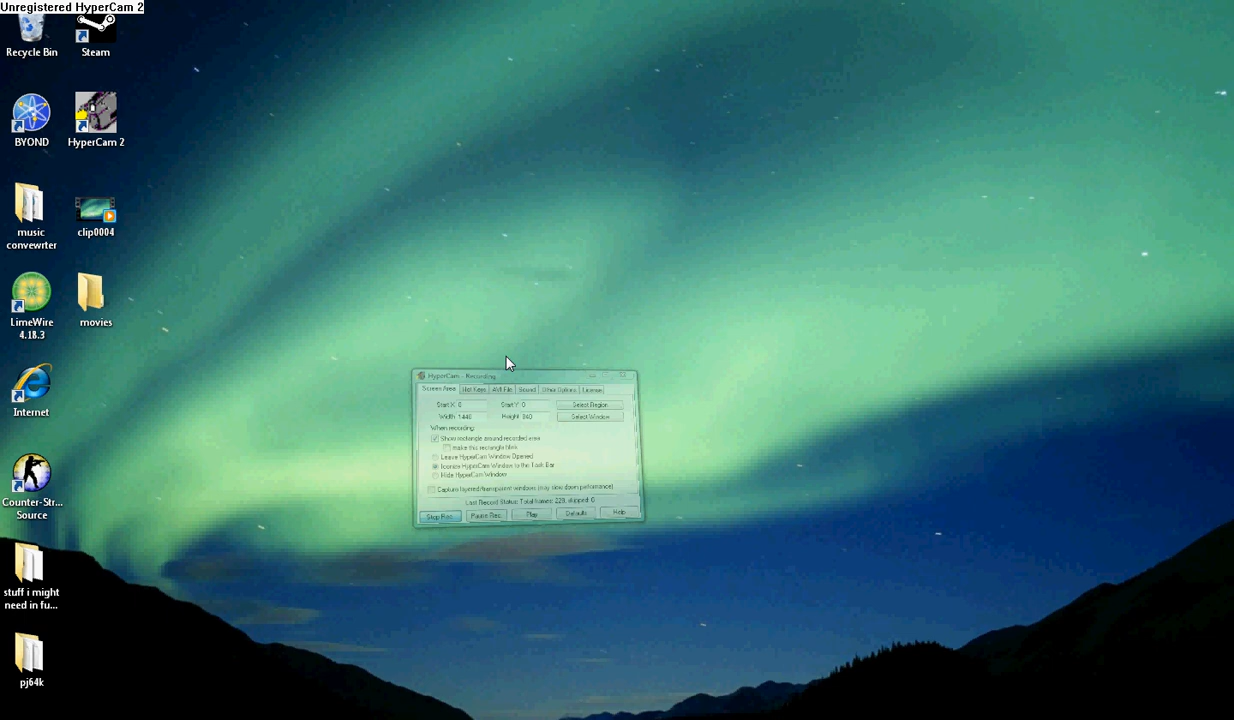 Unregistered HyperCam 2
Recycle Bin
Steam
BYOND
HyperCam 2
music
convewrter
clip0004
LimeWire
4.18.3
movies
Internet
Counter-Str...
Source
stuff i might
need in fu...
pj64k
HyperCam - Recording
Screen Area Hot Keys AVI File Sound Other Options License
Start X: 0 Start Y: 0 Select Region
Width: 1440 Height: 840 Select Window
When recording:
Show rectangle around recorded area
make this rectangle blink
Leave HyperCam Window Opened
Iconize HyperCam Window to the Task Bar
Hide HyperCam Window
Capture layered/transparent windows (may slow down performance)
Last Record Status: Total frames: 228, skipped: 0
Stop Rec. Pause Rec. Play Defaults Help